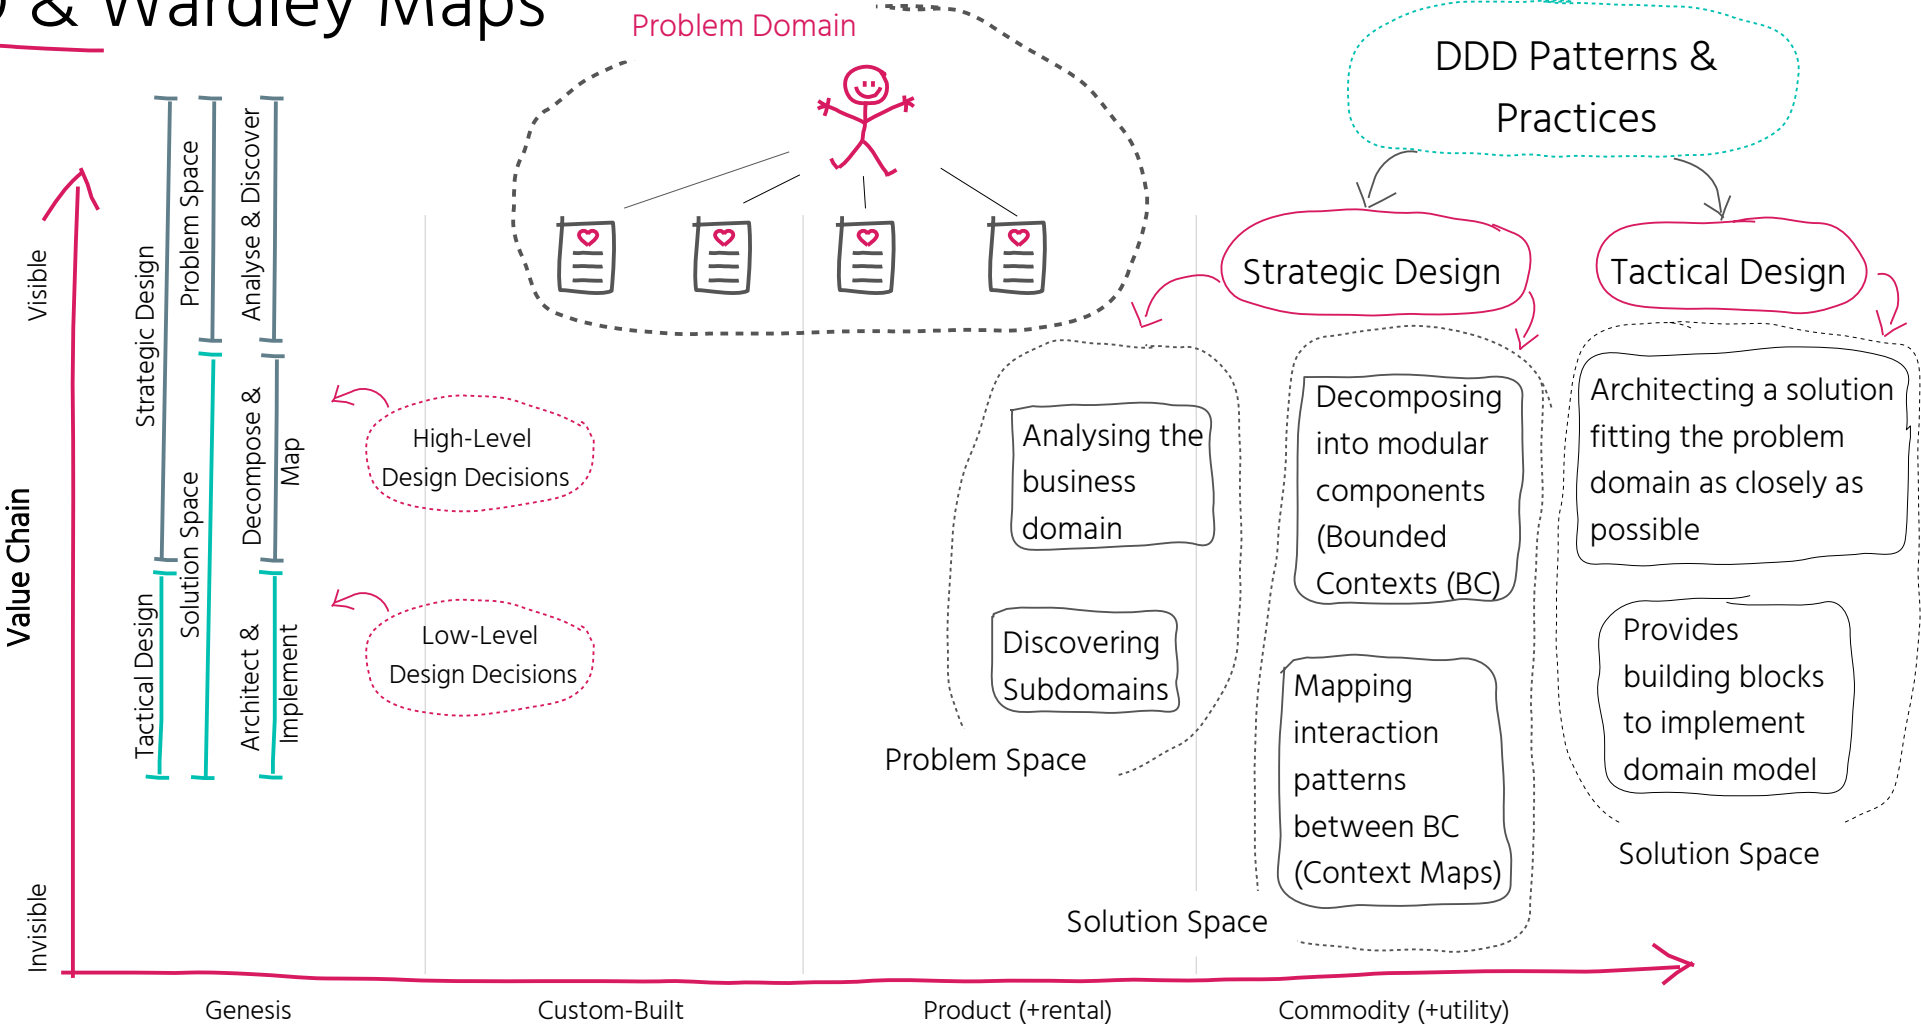 & Wardley Maps
Problem Domain
DDD Patterns &
Practices
Strategic Design
Tactical Design
Visible
Value Chain
Invisible
Strategic Design
Tactical Design
Problem Space
Solution Space
Analyse & Discover
Decompose &
Map
Architect &
Implement
High-Level
Design Decisions
Low-Level
Design Decisions
Analysing the
business
domain
Discovering
Subdomains
Problem Space
Decomposing
into modular
components
(Bounded
Contexts (BC)
Mapping
interaction
patterns
between BC
(Context Maps)
Solution Space
Architecting a solution
fitting the problem
domain as closely as
possible
Provides
building blocks
to implement
domain model
Solution Space
Genesis
Custom-Built
Product (+rental)
Commodity (+utility)